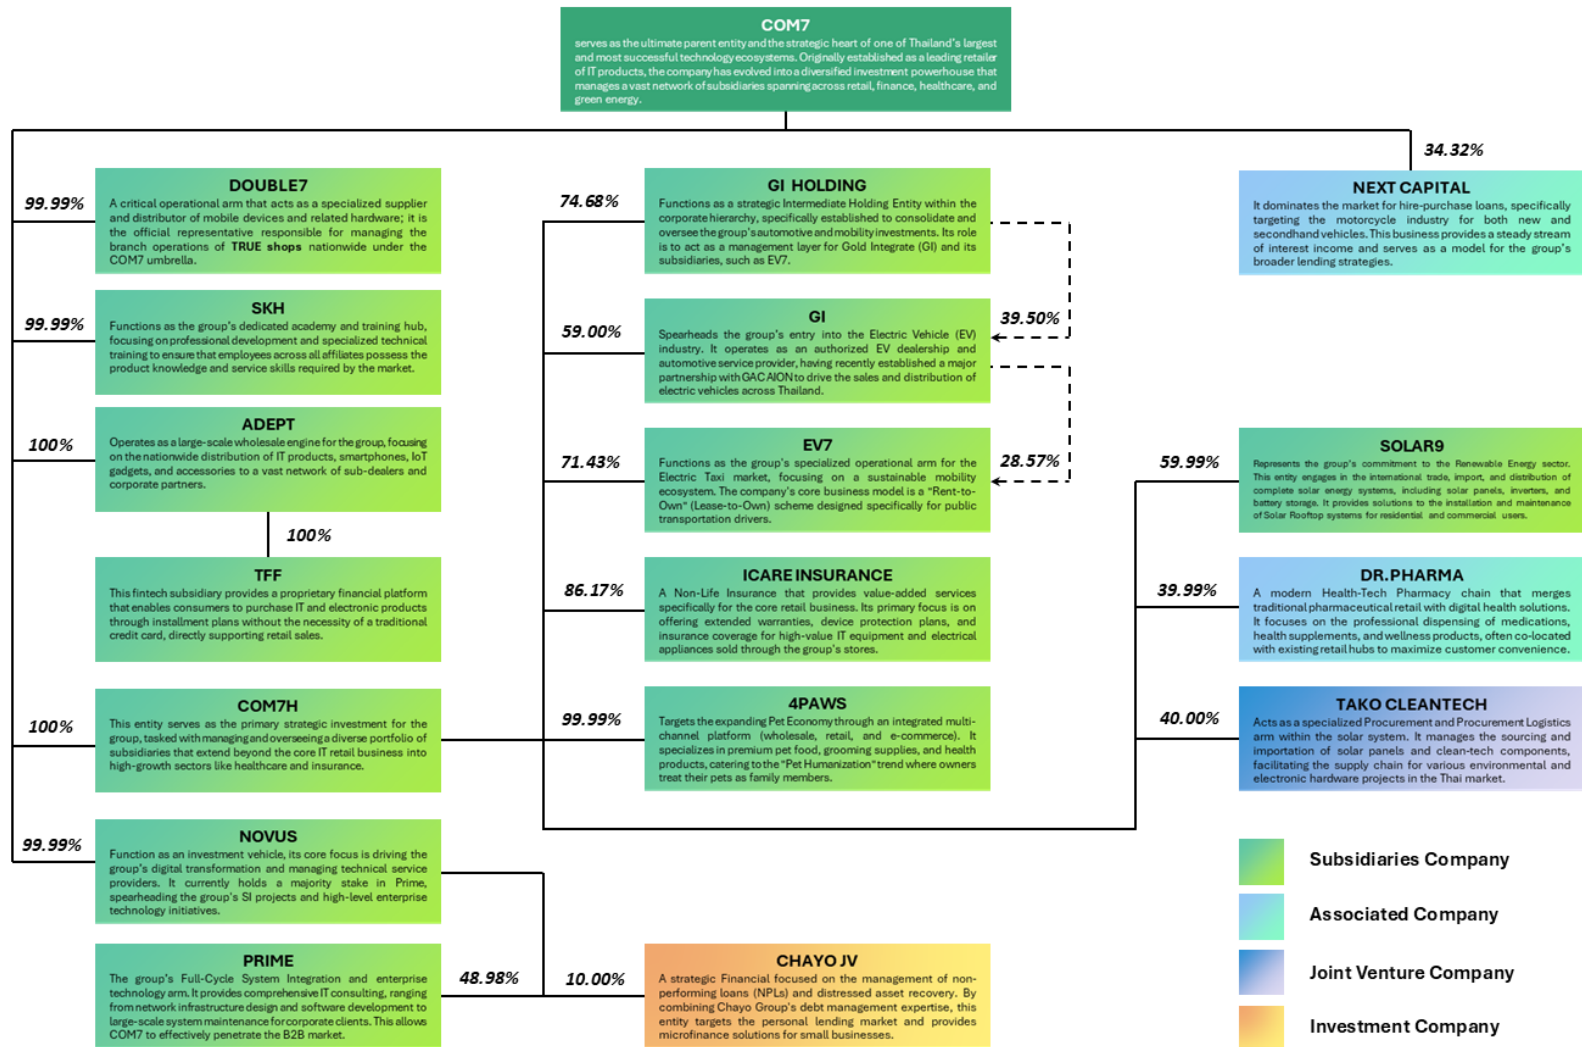 COM7
serves as the ultimate parent entity and the strategic heart of one of Thailand's largest
and most successful technology ecosystems. Originally established as a leading retailer
of IT products, the company has evolved into a diversified investment powerhouse that
manages a vast network of subsidiaries spanning across retail, finance, healthcare, and
green energy.
99.99%
DOUBLE7
A critical operational arm that acts as a specialized supplier
and distributor of mobile devices and related hardware; it is
the official representative responsible for managing the
branch operations of TRUE shops nationwide under the
COM7 umbrella.
99.99%
SKH
Functions as the group's dedicated academy and training hub,
focusing on professional development and specialized technical
training to ensure that employees across all affiliates possess the
product knowledge and service skills required by the market.
100%
ADEPT
Operates as a large-scale wholesale engine for the group, focusing
on the nationwide distribution of IT products, smartphones, IoT
gadgets, and accessories to a vast network of sub-dealers and
corporate partners.
100%
TFF
This fintech subsidiary provides a proprietary financial platform
that enables consumers to purchase IT and electronic products
through installment plans without the necessity of a traditional
credit card, directly supporting retail sales.
100%
COM7H
This entity serves as the primary strategic investment for the
group, tasked with managing and overseeing a diverse portfolio of
subsidiaries that extend beyond the core IT retail business into
high-growth sectors like healthcare and insurance.
99.99%
NOVUS
Function as an investment vehicle, its core focus is driving the
group's digital transformation and managing technical service
providers. It currently holds a majority stake in Prime,
spearheading the group's SI projects and high-level enterprise
technology initiatives.
PRIME
The group's Full-Cycle System Integration and enterprise
technology arm. It provides comprehensive IT consulting, ranging
from network infrastructure design and software development to
large-scale system maintenance for corporate clients. This allows
COM7 to effectively penetrate the B2B market.
48.98%
74.68%
GI HOLDING
Functions as a strategic Intermediate Holding Entity within the
corporate hierarchy, specifically established to consolidate and
oversee the group's automotive and mobility investments. Its role
is to act as a management layer for Gold Integrate (GI) and its
subsidiaries, such as EV7.
39.50%
59.00%
GI
Spearheads the group's entry into the Electric Vehicle (EV)
industry. It operates as an authorized EV dealership and
automotive service provider, having recently established a major
partnership with GAC AION to drive the sales and distribution of
electric vehicles across Thailand.
28.57%
71.43%
EV7
Functions as the group's specialized operational arm for the
Electric Taxi market, focusing on a sustainable mobility
ecosystem. The company's core business model is a "Rent-to-
Own" (Lease-to-Own) scheme designed specifically for public
transportation drivers.
86.17%
ICARE INSURANCE
A Non-Life Insurance that provides value-added services
specifically for the core retail business. Its primary focus is on
offering extended warranties, device protection plans, and
insurance coverage for high-value IT equipment and electrical
appliances sold through the group's stores.
99.99%
4PAWS
Targets the expanding Pet Economy through an integrated multi-
channel platform (wholesale, retail, and e-commerce). It
specializes in premium pet food, grooming supplies, and health
products, catering to the "Pet Humanization" trend where owners
treat their pets as family members.
10.00%
CHAYO JV
A strategic Financial focused on the management of non-
performing loans (NPLs) and distressed asset recovery. By
combining Chayo Group's debt management expertise, this
entity targets the personal lending market and provides
microfinance solutions for small businesses.
34.32%
NEXT CAPITAL
It dominates the market for hire-purchase loans, specifically
targeting the motorcycle industry for both new and
secondhand vehicles. This business provides a steady stream
of interest income and serves as a model for the group's
broader lending strategies.
59.99%
SOLAR9
Represents the group's commitment to the Renewable Energy sector.
This entity engages in the international trade, import, and distribution of
complete solar energy systems, including solar panels, inverters, and
battery storage. It provides solutions to the installation and maintenance
of Solar Rooftop systems for residential and commercial users.
39.99%
DR.PHARMA
A modern Health-Tech Pharmacy chain that merges
traditional pharmaceutical retail with digital health solutions.
It focuses on the professional dispensing of medications,
health supplements, and wellness products, often co-located
with existing retail hubs to maximize customer convenience.
40.00%
TAKO CLEANTECH
Acts as a specialized Procurement and Procurement Logistics
arm within the solar system. It manages the sourcing and
importation of solar panels and clean-tech components,
facilitating the supply chain for various environmental and
electronic hardware projects in the Thai market.
Subsidiaries Company
Associated Company
Joint Venture Company
Investment Company